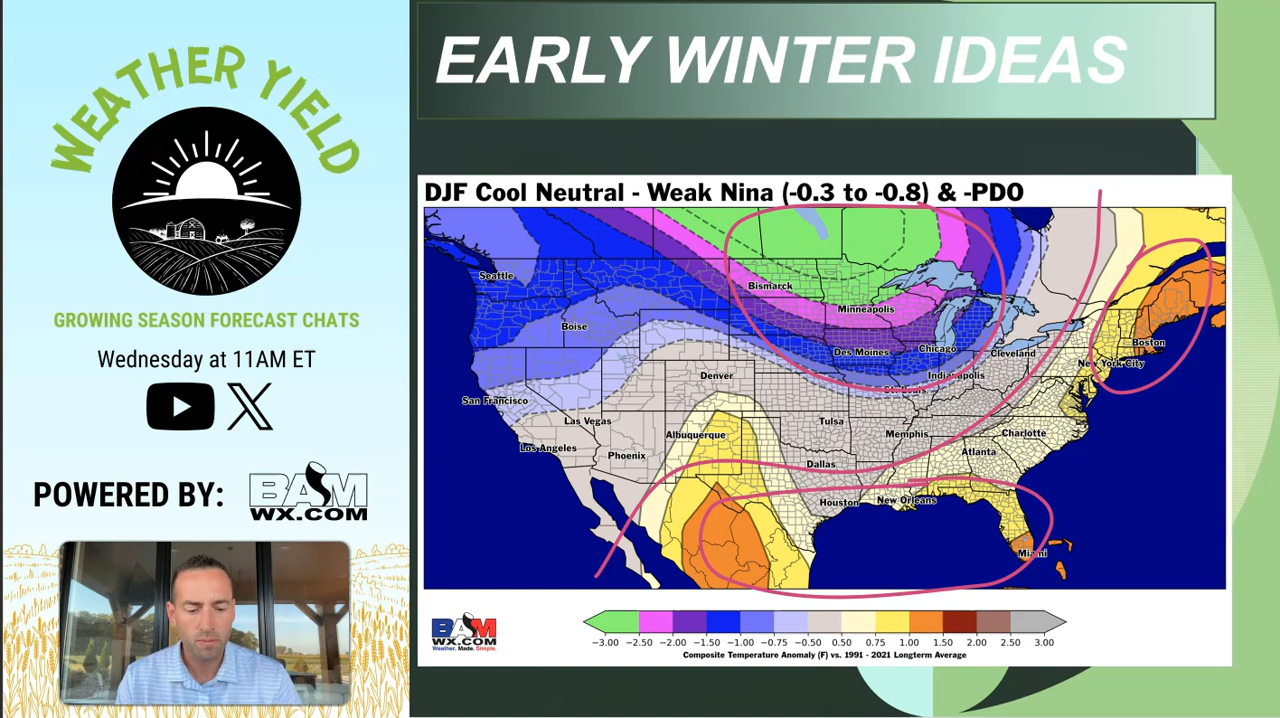 WEATHER YIELD
GROWING SEASON FORECAST CHATS
Wednesday at 11AM ET
POWERED BY:
BAM
WX.COM
EARLY WINTER IDEAS
DJF Cool Neutral - Weak Nina (-0.3 to -0.8) & -PDO
Seattle
Bismarck
Minneapolis
Boise
Boston
Des Moines
Chicago
Cleveland
New York City
Denver
Indianapolis
St. Louis
San Francisco
Las Vegas
Tulsa
Albuquerque
Memphis
Charlotte
Los Angeles
Phoenix
Atlanta
Dallas
Houston
New Orleans
Miami
BAM
WX.COM
Weather. Made. Simple.
−3.00 −2.50 −2.00 −1.50 −1.00 −0.75 −0.50 0.50 0.75 1.00 1.50 2.00 2.50 3.00
Composite Temperature Anomaly (F) vs. 1991 - 2021 Longterm Average